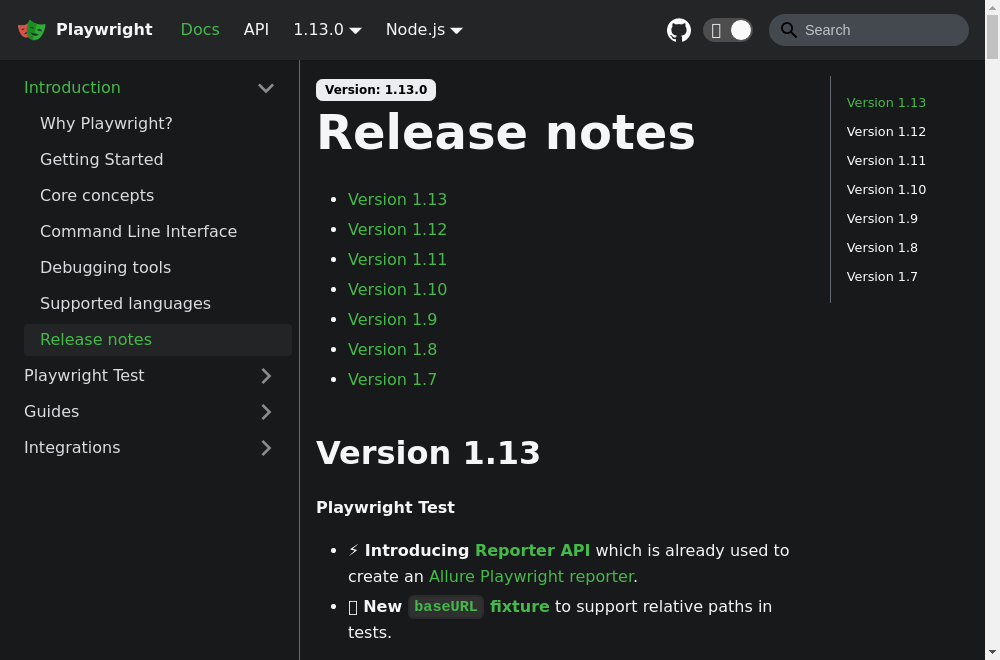 Playwright Docs API 1.13.0 Node.js Search
Introduction
Why Playwright?
Getting Started
Core concepts
Command Line Interface
Debugging tools
Supported languages
Release notes
Playwright Test
Guides
Integrations
Version: 1.13.0
Release notes
Version 1.13
Version 1.12
Version 1.11
Version 1.10
Version 1.9
Version 1.8
Version 1.7
Version 1.13
Playwright Test
⚡ Introducing Reporter API which is already used to
create an Allure Playwright reporter.
New baseURL fixture to support relative paths in
tests.
Version 1.13
Version 1.12
Version 1.11
Version 1.10
Version 1.9
Version 1.8
Version 1.7